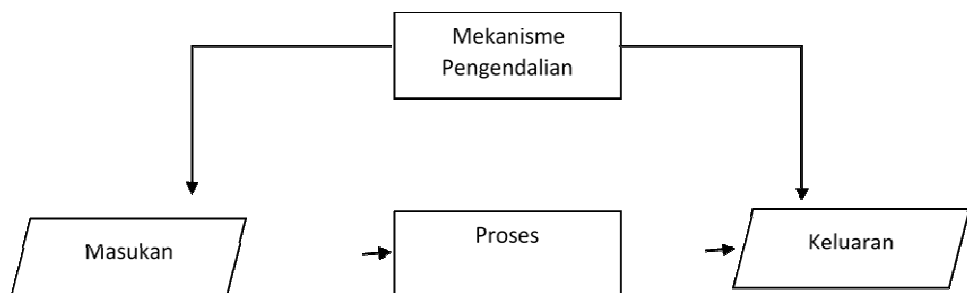 Mekanisme
Pengendalian
Masukan
Proses
Keluaran